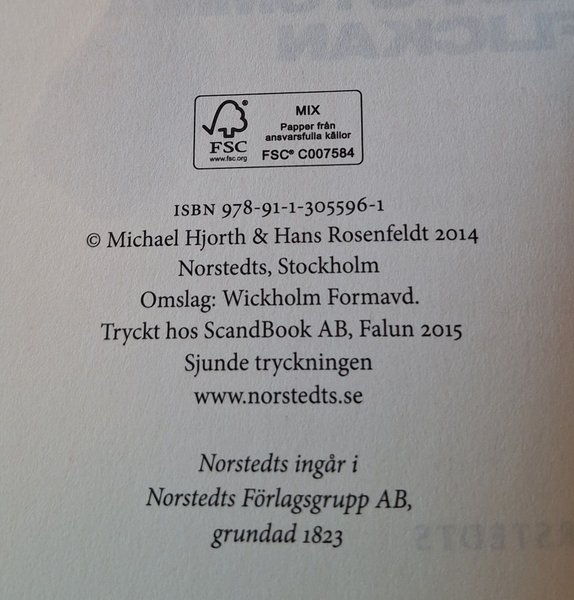 FLICKAN
FSC
www.fsc.org
MIX
Papper från
ansvarsfulla källor
FSC® C007584
ISBN 978-91-1-305596-1
© Michael Hjorth & Hans Rosenfeldt 2014
Norstedts, Stockholm
Omslag: Wickholm Formavd.
Tryckt hos ScandBook AB, Falun 2015
Sjunde tryckningen
www.norstedts.se
Norstedts ingår i
Norstedts Förlagsgrupp AB,
grundad 1823